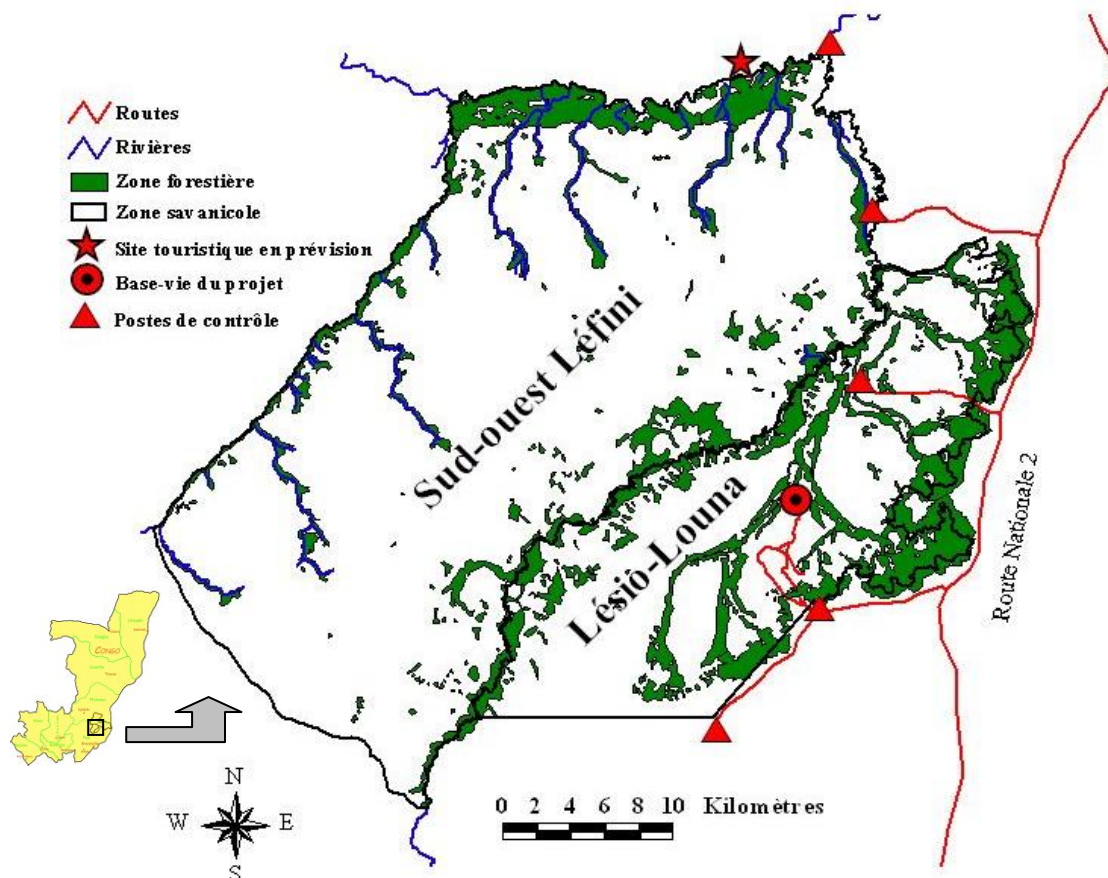 Routes
Rivières
Zone forestière
Zone savanicole
Site touristique en prévision
Base-vie du projet
Postes de contrôle
Sud-ouest Léfini
Lésio-Louna
Route Nationale 2
CONGO
N
W E
S
0 2 4 6 8 10 Kilomètres